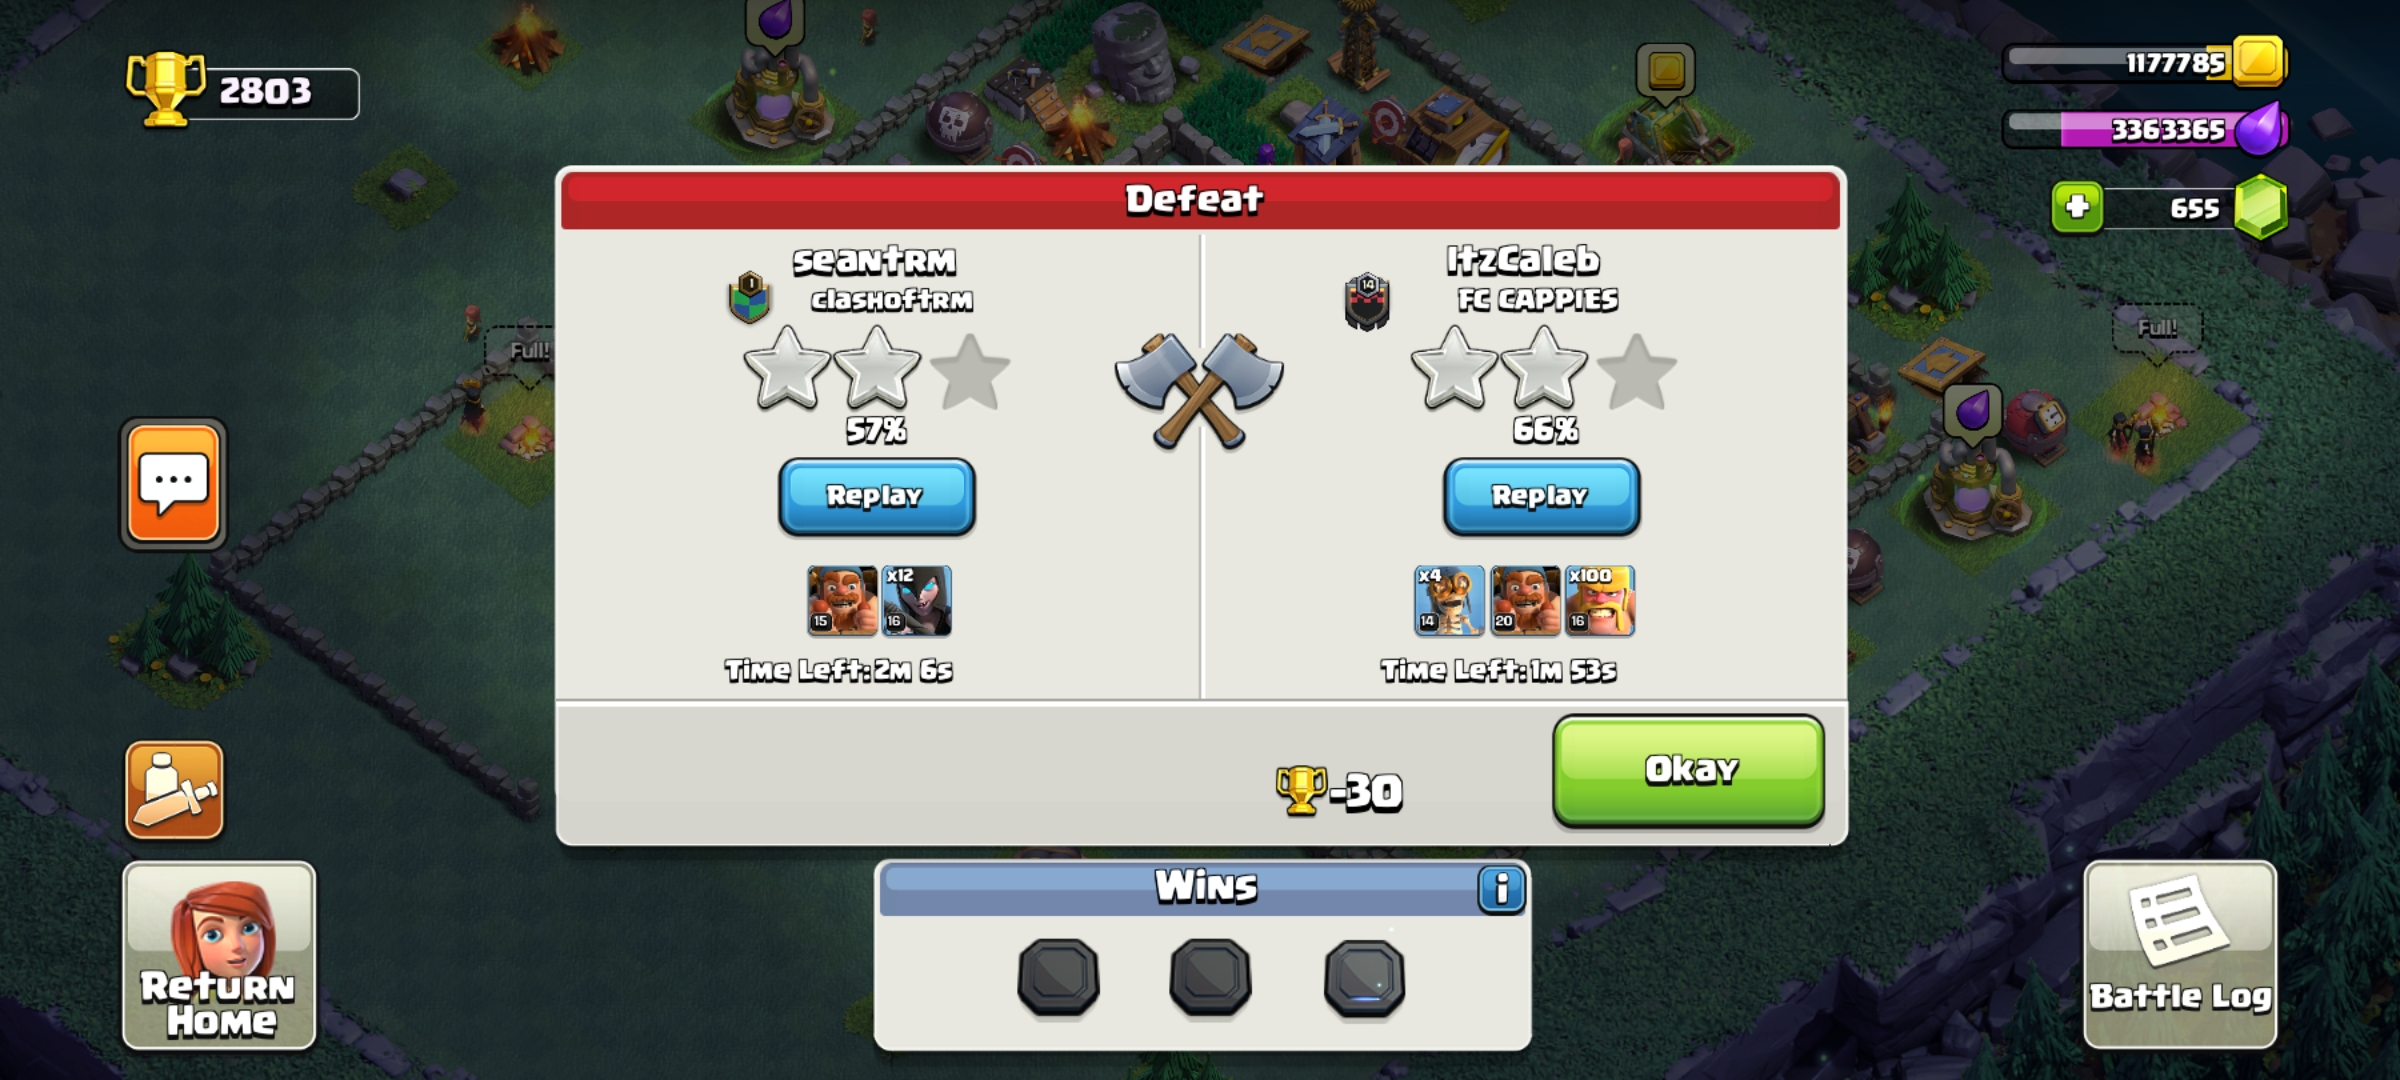 2803
1177785
3363365
655
Defeat
seantRM
clashoftRM
1
57%
Replay
15
x12
16
Time Left: 2m 6s
ItzCaleb
FC CAPPIES
14
66%
Replay
x4
14
20
x100
16
Time Left: 1m 53s
-30
Okay
Full!
Full!
Wins
i
Return
Home
Battle Log